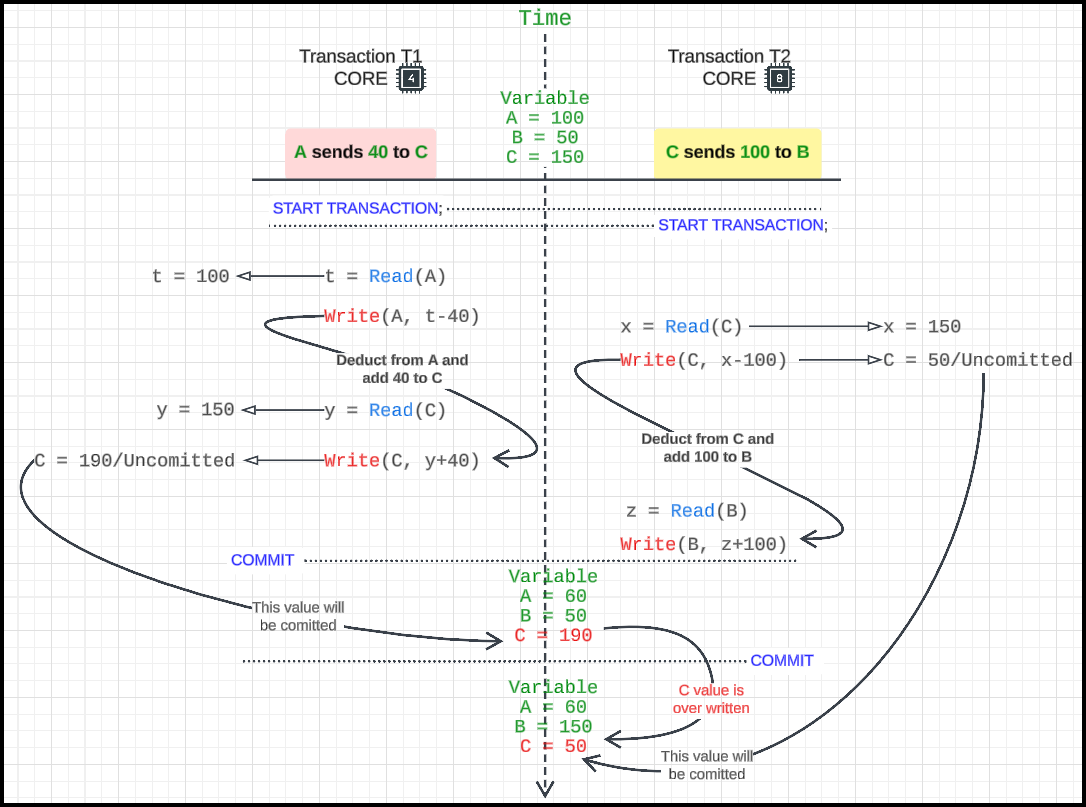 Time
Transaction T1
CORE 4
Transaction T2
CORE 8
Variable
A = 100
B = 50
C = 150
A sends 40 to C
C sends 100 to B
START TRANSACTION;
START TRANSACTION;
t = 100
t = Read(A)
Write(A, t-40)
x = Read(C)
x = 150
Deduct from A and
add 40 to C
Write(C, x-100)
C = 50/Uncomitted
y = 150
y = Read(C)
Deduct from C and
add 100 to B
C = 190/Uncomitted
Write(C, y+40)
z = Read(B)
Write(B, z+100)
COMMIT
Variable
A = 60
B = 50
C = 190
This value will
be comitted
COMMIT
Variable
A = 60
B = 150
C = 50
C value is
over written
This value will
be comitted